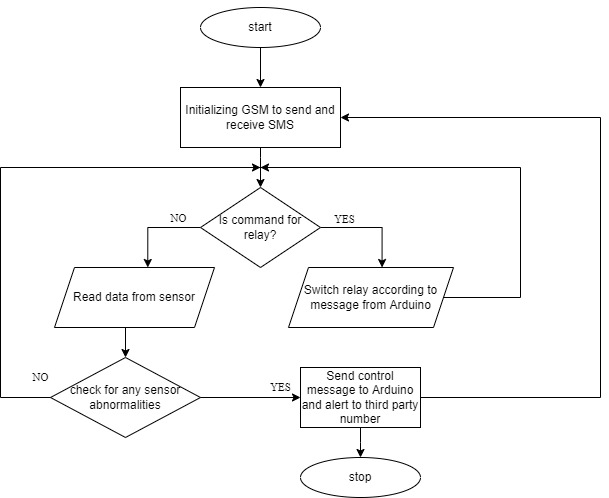 start
Initializing GSM to send and
receive SMS
Is command for
relay?
NO
YES
Read data from sensor
Switch relay according to
message from Arduino
check for any sensor
abnormalities
NO
YES
Send control
message to Arduino
and alert to third party
number
stop